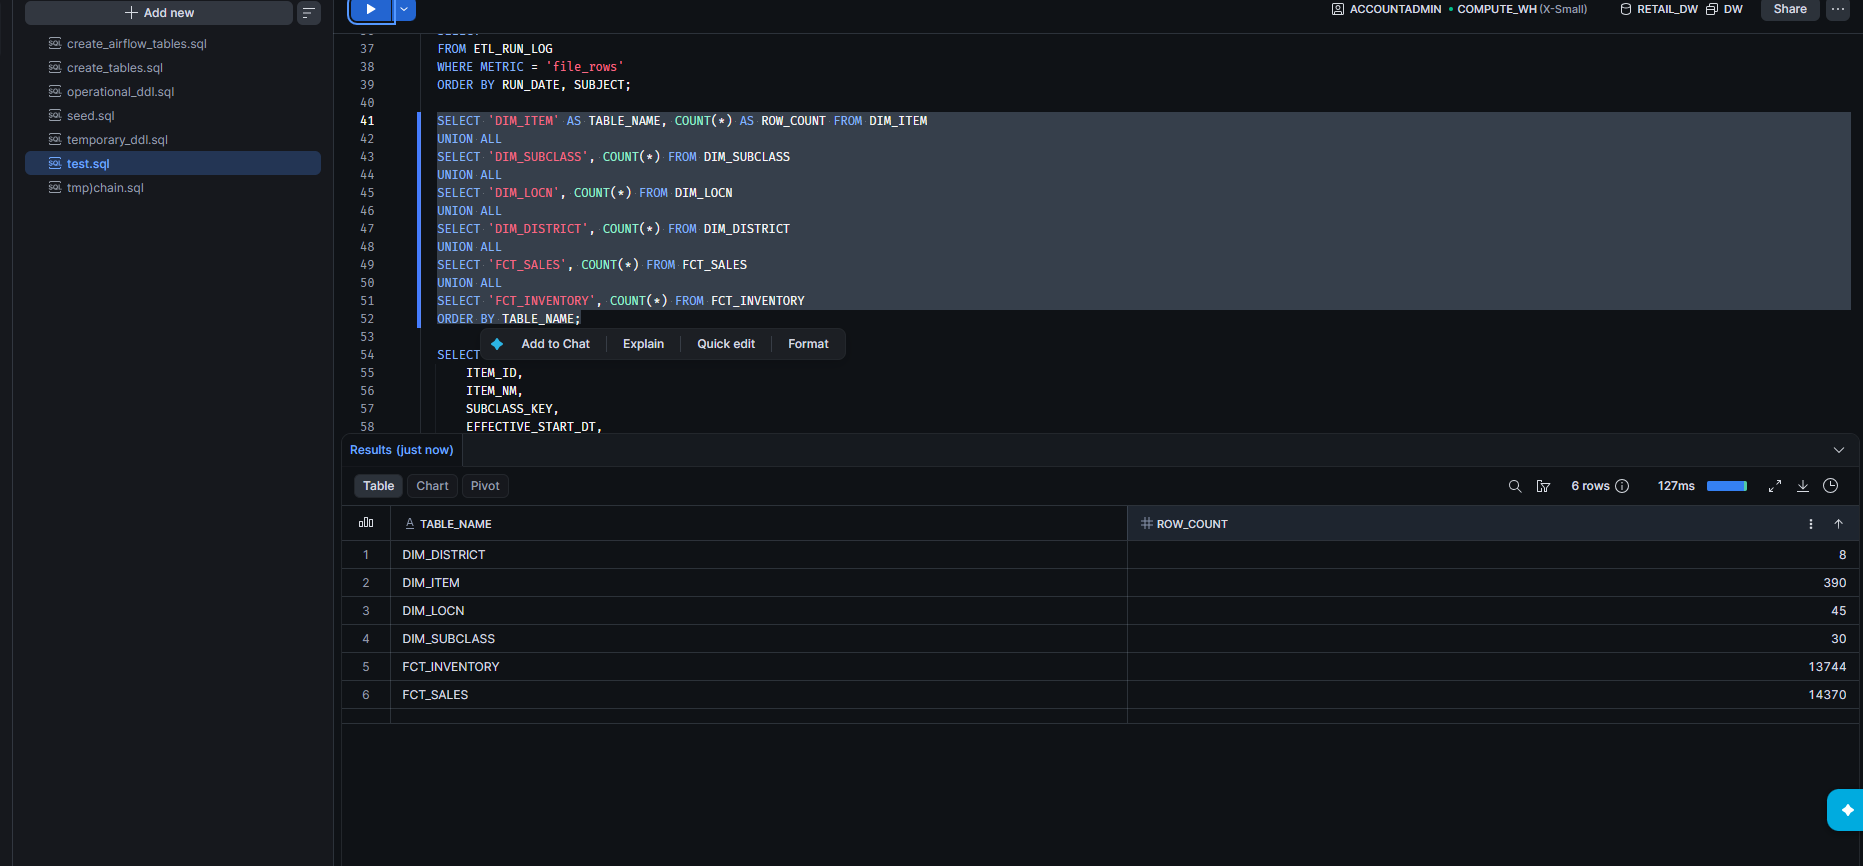 Add new
create_airflow_tables.sql
create_tables.sql
operational_ddl.sql
seed.sql
temporary_ddl.sql
test.sql
tmp)chain.sql
ACCOUNTADMIN COMPUTE_WH (X-Small) RETAIL_DW DW Share
37 FROM ETL_RUN_LOG
38 WHERE METRIC = 'file_rows'
39 ORDER BY RUN_DATE, SUBJECT;
40
41 SELECT 'DIM_ITEM' AS TABLE_NAME, COUNT(*) AS ROW_COUNT FROM DIM_ITEM
42 UNION ALL
43 SELECT 'DIM_SUBCLASS', COUNT(*) FROM DIM_SUBCLASS
44 UNION ALL
45 SELECT 'DIM_LOCN', COUNT(*) FROM DIM_LOCN
46 UNION ALL
47 SELECT 'DIM_DISTRICT', COUNT(*) FROM DIM_DISTRICT
48 UNION ALL
49 SELECT 'FCT_SALES', COUNT(*) FROM FCT_SALES
50 UNION ALL
51 SELECT 'FCT_INVENTORY', COUNT(*) FROM FCT_INVENTORY
52 ORDER BY TABLE_NAME;
53
Add to Chat Explain Quick edit Format
54 SELECT
55 ITEM_ID,
56 ITEM_NM,
57 SUBCLASS_KEY,
58 EFFECTIVE_START_DT,
Results (just now)
Table Chart Pivot 6 rows 127ms
TABLE_NAME ROW_COUNT
1 DIM_DISTRICT 8
2 DIM_ITEM 390
3 DIM_LOCN 45
4 DIM_SUBCLASS 30
5 FCT_INVENTORY 13744
6 FCT_SALES 14370